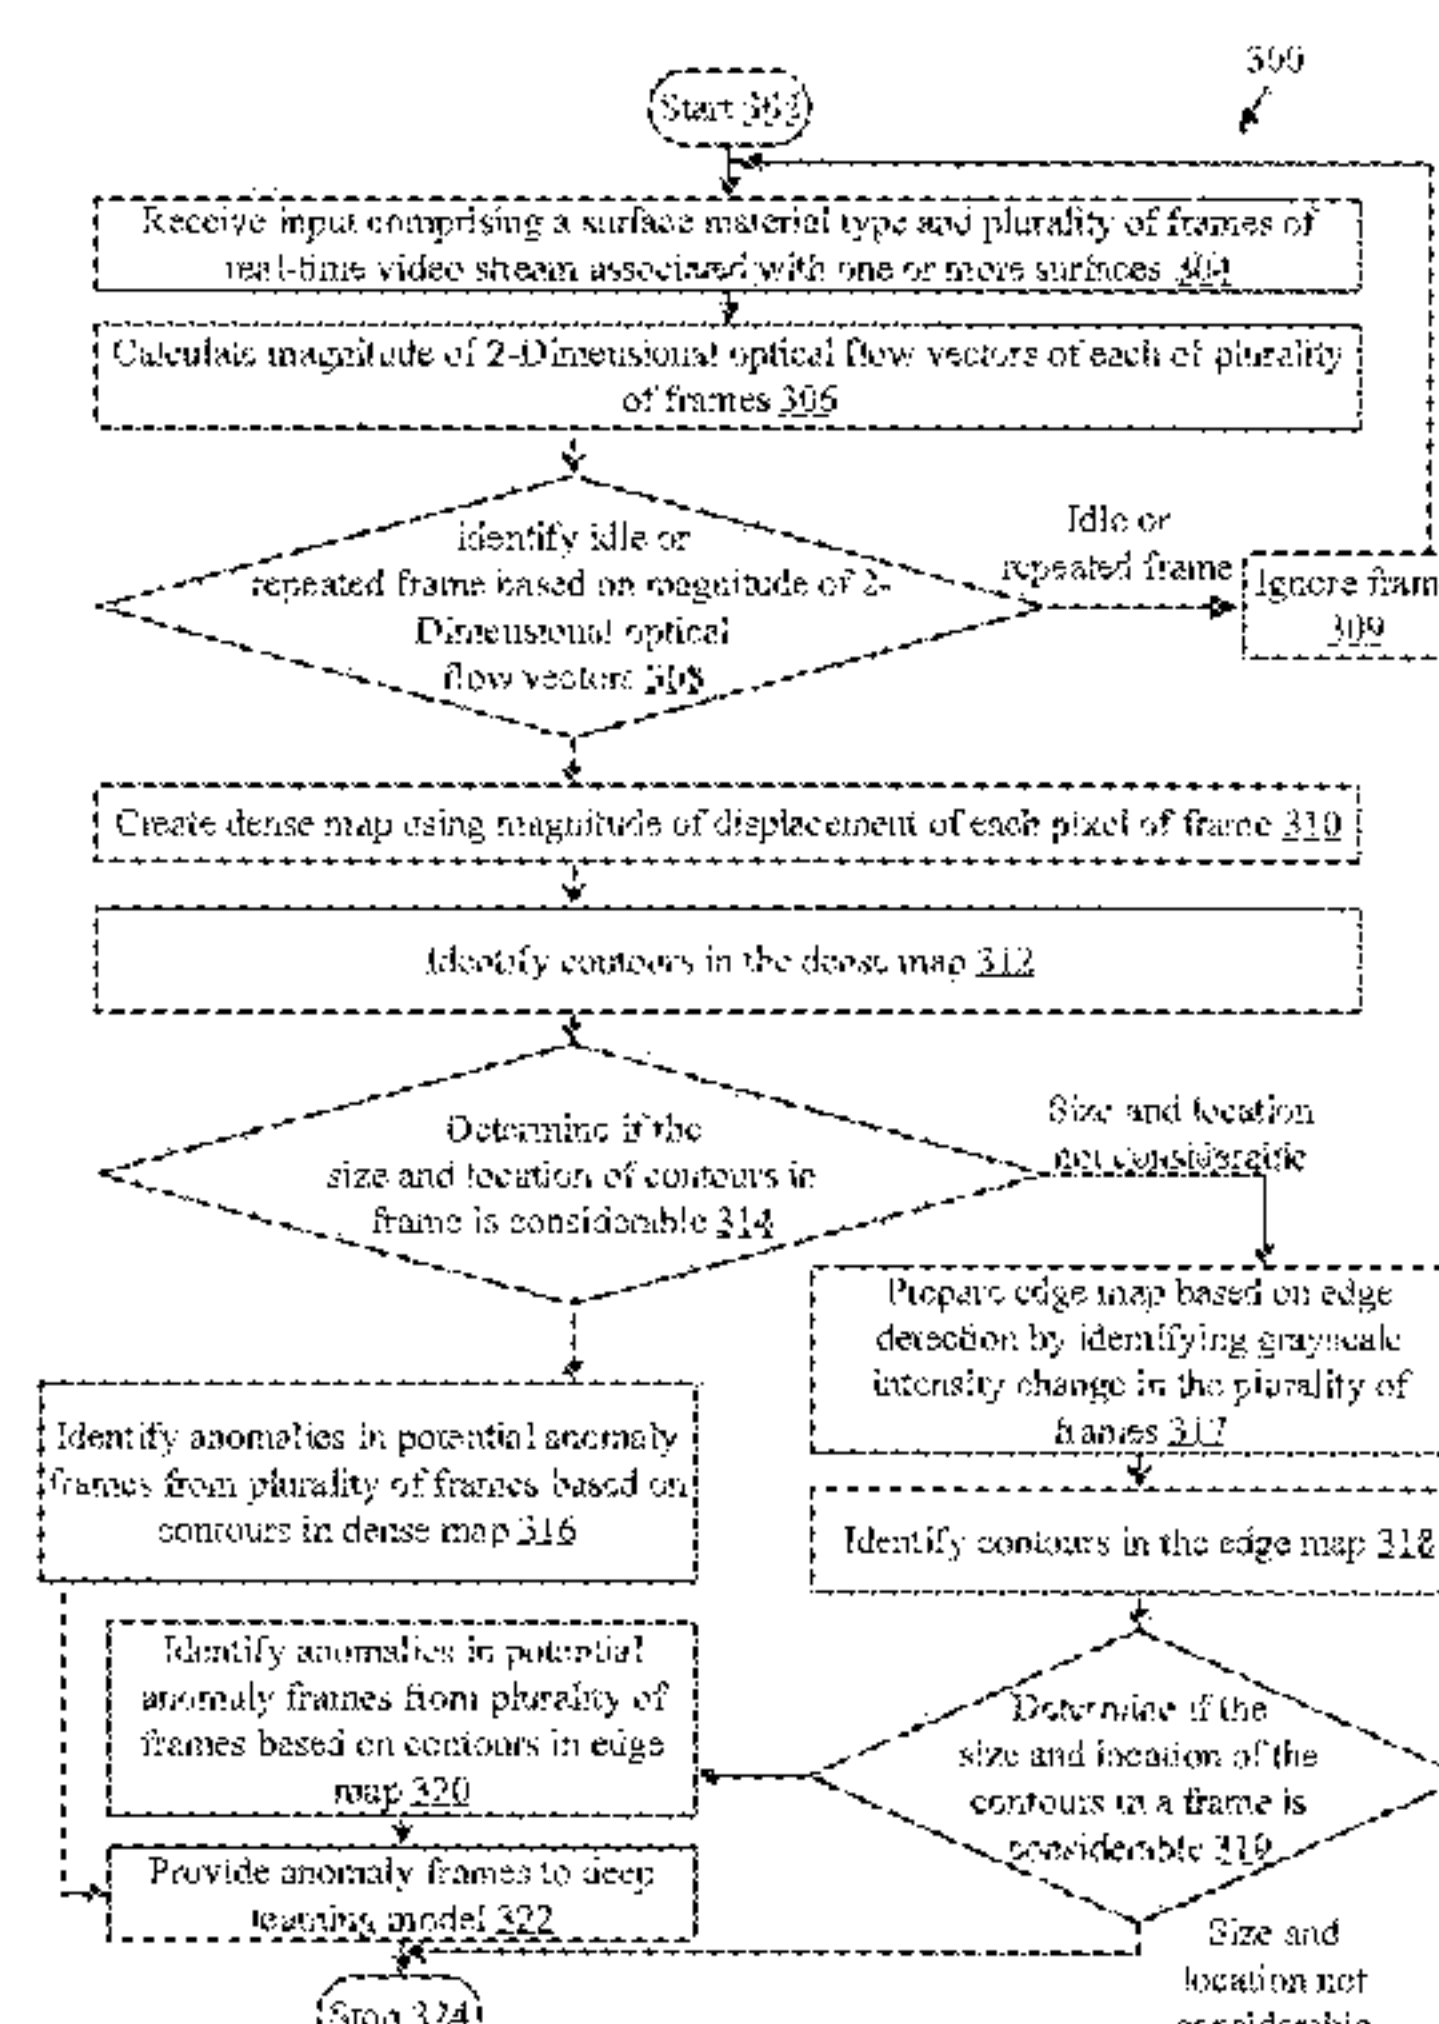 300
Start 302
Receive input comprising a surface material type and plurality of frames of
real-time video stream associated with one or more surfaces 304
Calculate magnitude of 2-Dimensional optical flow vectors of each of plurality
of frames 306
identify idle or
repeated frame based on magnitude of 2-
Dimensional optical
flow vectors 308
Idle or
repeated frame
Ignore fram
309
Create dense map using magnitude of displacement of each pixel of frame 310
Identify contours in the dense map 312
Determine if the
size and location of contours in
frame is considerable 314
Size and location
not considerable
Prepare edge map based on edge
detection by identifying grayscale
intensity change in the plurality of
frames 317
Identify anomalies in potential anomaly
frames from plurality of frames based on
contours in dense map 316
Identify contours in the edge map 318
Identify anomalies in potential
anomaly frames from plurality of
frames based on contours in edge
map 320
Determine if the
size and location of the
contours in a frame is
considerable 319
Provide anomaly frames to deep
learning model 322
Size and
location not
considerable
Stop 324